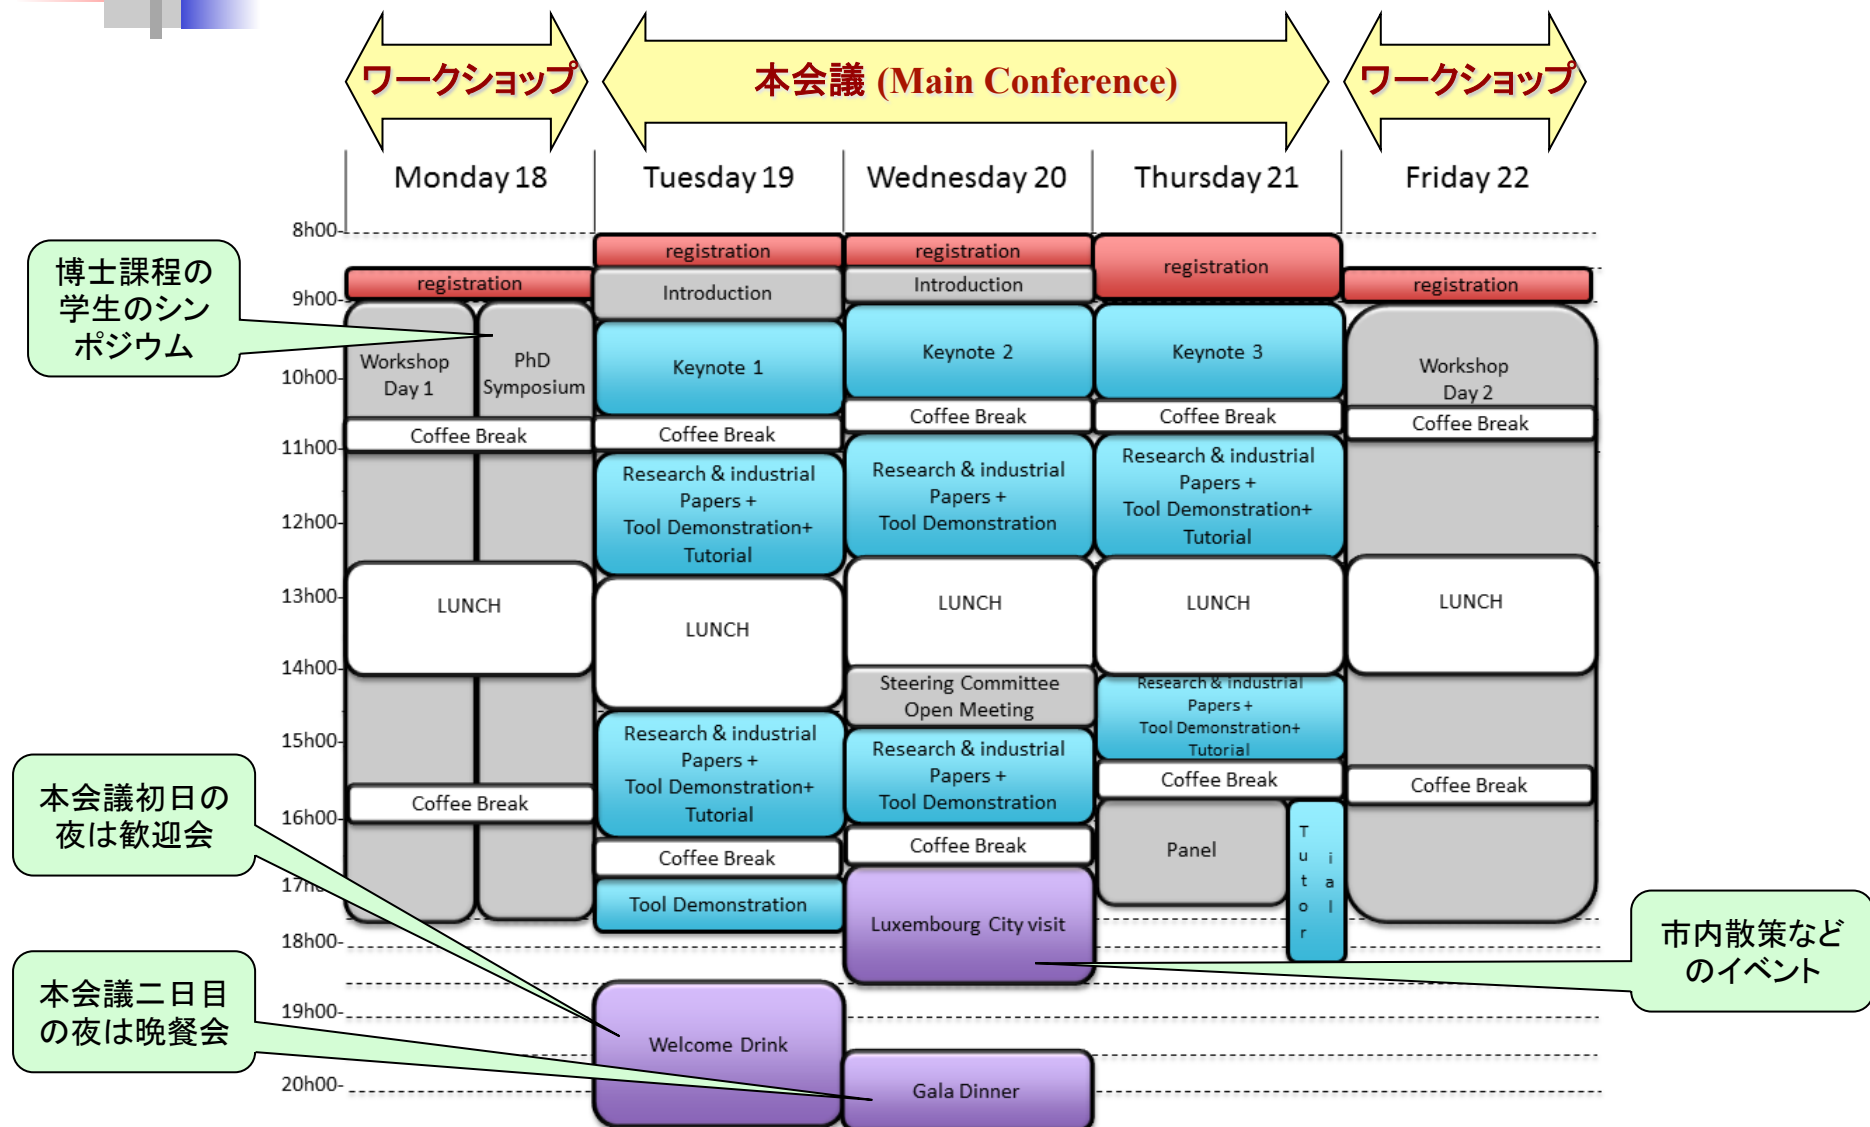 ワークショップ
本会議 (Main Conference)
ワークショップ
Monday 18
Tuesday 19
Wednesday 20
Thursday 21
Friday 22
8h00
9h00
10h00
11h00
12h00
13h00
14h00
15h00
16h00
17h0
18h00
19h00
20h00
博士課程の
学生のシン
ポジウム
本会議初日の
夜は歓迎会
本会議二日目
の夜は晩餐会
registration
Workshop
Day 1
PhD
Symposium
Coffee Break
LUNCH
Coffee Break
registration
Introduction
Keynote 1
Coffee Break
Research & industrial
Papers +
Tool Demonstration+
Tutorial
LUNCH
Research & industrial
Papers +
Tool Demonstration+
Tutorial
Coffee Break
Tool Demonstration
Welcome Drink
registration
Introduction
Keynote 2
Coffee Break
Research & industrial
Papers +
Tool Demonstration
LUNCH
Steering Committee
Open Meeting
Research & industrial
Papers +
Tool Demonstration
Coffee Break
Luxembourg City visit
Gala Dinner
registration
Keynote 3
Coffee Break
Research & industrial
Papers +
Tool Demonstration+
Tutorial
LUNCH
Research & industrial
Papers +
Tool Demonstration+
Tutorial
Coffee Break
Panel
Tutorial
registration
Workshop
Day 2
Coffee Break
LUNCH
Coffee Break
市内散策など
のイベント